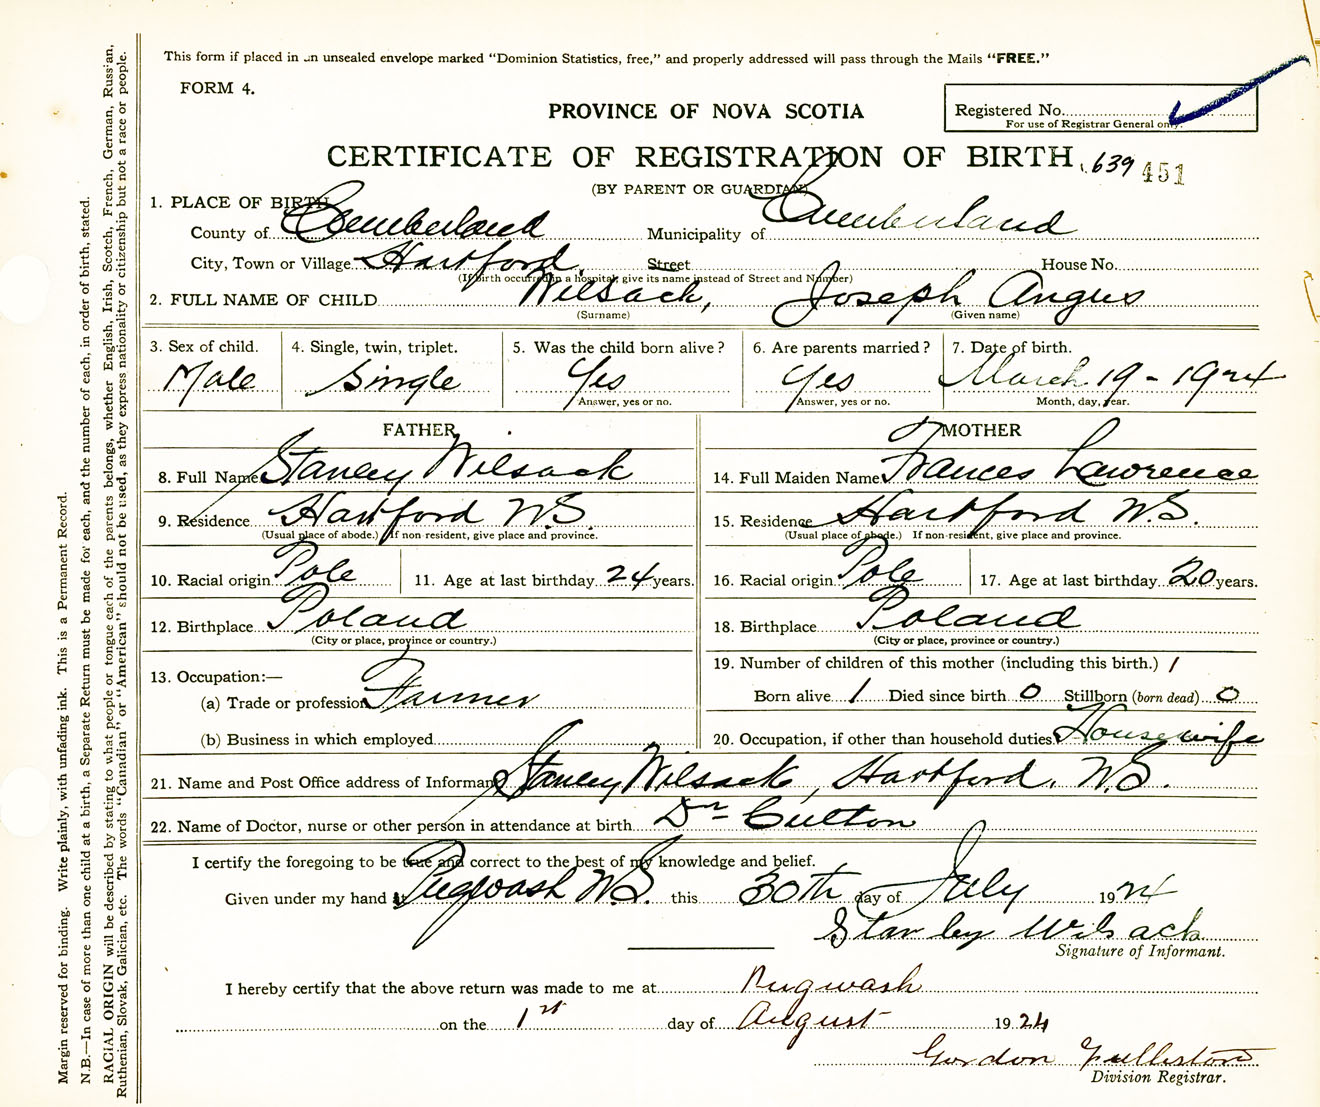 This form if placed in an unsealed envelope marked "Dominion Statistics, free," and properly addressed will pass through the Mails "FREE."
FORM 4.
PROVINCE OF NOVA SCOTIA
Registered No.
For use of Registrar General only.
CERTIFICATE OF REGISTRATION OF BIRTH 639 451
(BY PARENT OR GUARDIAN)
1. PLACE OF BIRTH
County of Cumberland Municipality of Cumberland
City, Town or Village Hartford Street House No.
(If birth occurred in a hospital, give its name instead of Street and Number)
2. FULL NAME OF CHILD Wilsack, Joseph Angus
(Surname) (Given name)
3. Sex of child. 4. Single, twin, triplet. 5. Was the child born alive? 6. Are parents married? 7. Date of birth.
Male Single Yes Yes March 19 - 1924
Answer, yes or no. Answer, yes or no. Month, day, year.
FATHER MOTHER
8. Full Name Stanley Wilsack 14. Full Maiden Name Frances Lawrence
9. Residence Hartford N.S. 15. Residence Hartford N.S.
(Usual place of abode.) If non-resident, give place and province. (Usual place of abode.) If non-resident, give place and province.
10. Racial origin Pole 11. Age at last birthday 24 years. 16. Racial origin Pole 17. Age at last birthday 20 years.
12. Birthplace Poland 18. Birthplace Poland
(City or place, province or country.) (City or place, province or country.)
13. Occupation:— 19. Number of children of this mother (including this birth.) 1
(a) Trade or profession Farmer Born alive 1 Died since birth 0 Stillborn (born dead) 0
(b) Business in which employed 20. Occupation, if other than household duties. Housewife
21. Name and Post Office address of Informant Stanley Wilsack, Hartford, N.S.
22. Name of Doctor, nurse or other person in attendance at birth Dr Cutton
I certify the foregoing to be true and correct to the best of my knowledge and belief.
Given under my hand at Pugwash N.S. this 30th day of July 1924
Stanley Wilsack
Signature of Informant.
I hereby certify that the above return was made to me at Pugwash
on the 1st day of August 1924
Gordon
Division Registrar.
Margin reserved for binding. Write plainly, with unfading ink. This is a Permanent Record.
N.B.—In case of more than one child at a birth, a Separate Return must be made for each, and the number of each, in order of birth, stated.
RACIAL ORIGIN will be described by stating to what people or tongue each of the parents belongs, whether English, Irish, Scotch, French, German, Russian,
Ruthenian, Slovak, Galician, etc. The words "Canadian" or "American" should not be used, as they express nationality or citizenship but not a race or people.